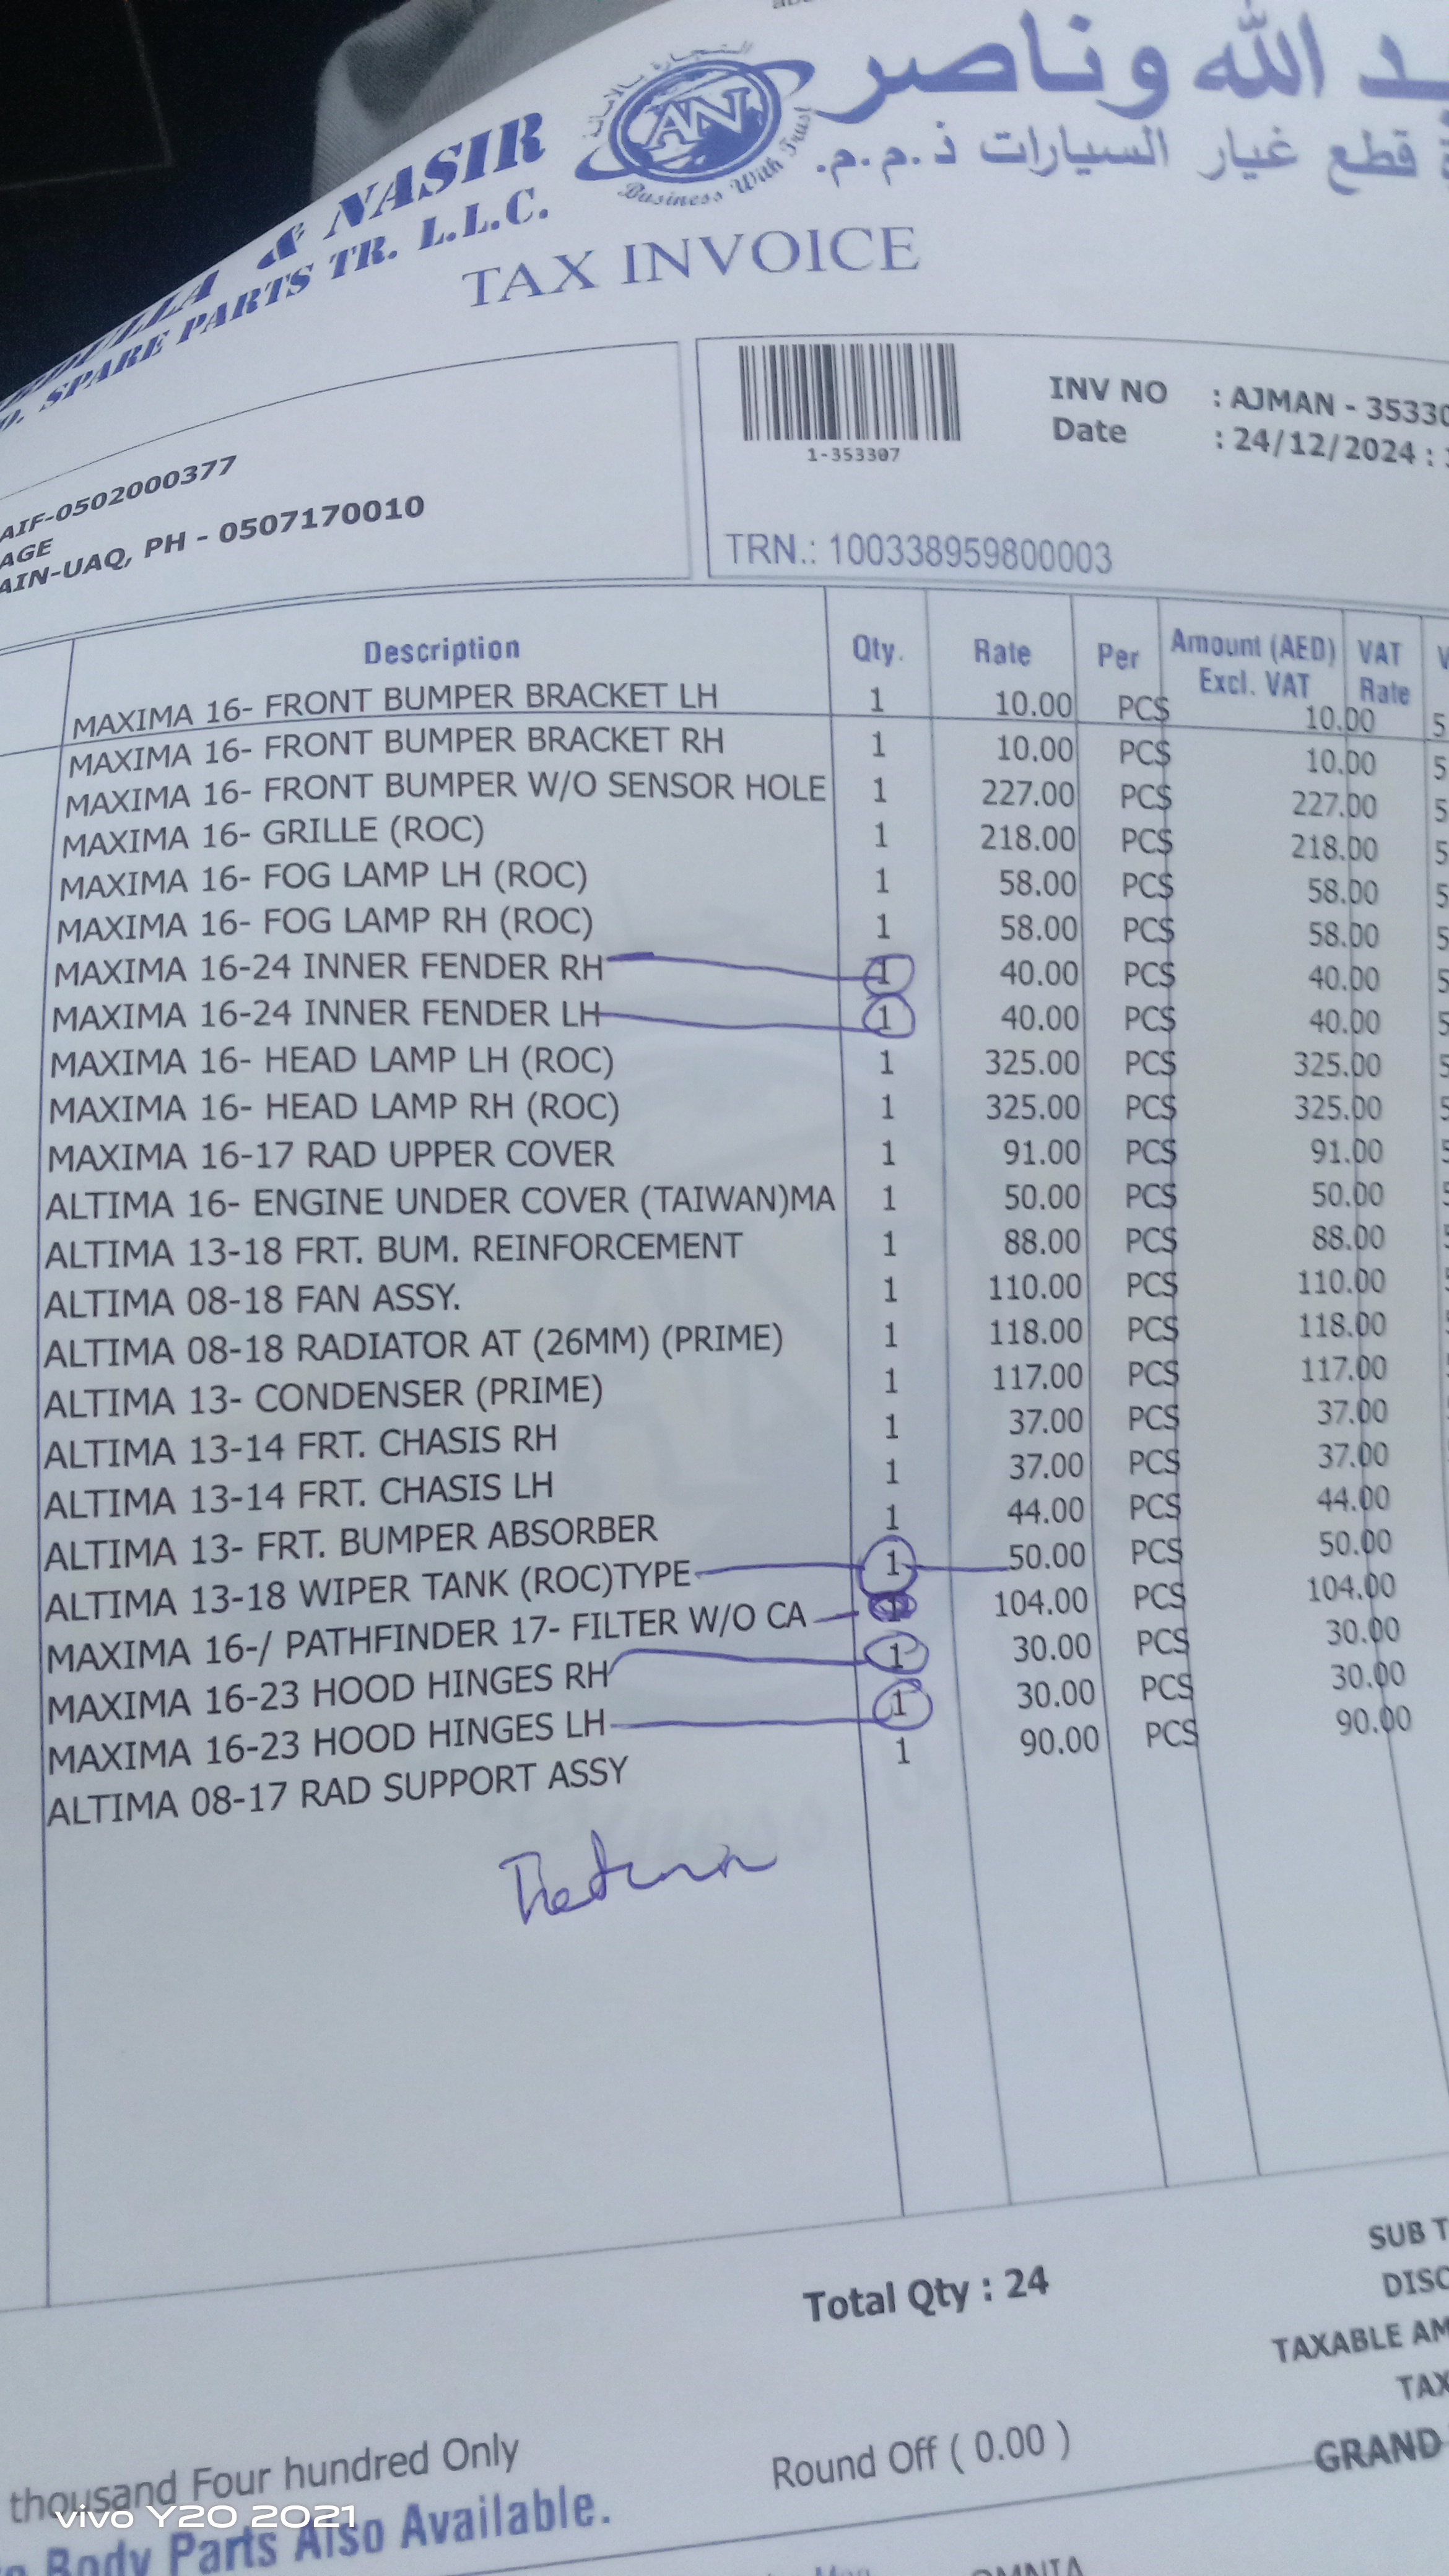 د الله وناصر
قطع غيار السيارات ذ.م.م.
& NASIR
SPARE PARTS TR. L.L.C.
AN
Business With Trust
TAX INVOICE
1-353307
INV NO : AJMAN - 35330
Date : 24/12/2024 :
AIF-0502000377
AGE
AIN-UAQ, PH - 0507170010
TRN.: 100338959800003
Description Qty. Rate Per Amount (AED) Excl. VAT VAT Rate V
MAXIMA 16- FRONT BUMPER BRACKET LH 1 10.00 PCS 10.00 5
MAXIMA 16- FRONT BUMPER BRACKET RH 1 10.00 PCS 10.00 5
MAXIMA 16- FRONT BUMPER W/O SENSOR HOLE 1 227.00 PCS 227.00 5
MAXIMA 16- GRILLE (ROC) 1 218.00 PCS 218.00 5
MAXIMA 16- FOG LAMP LH (ROC) 1 58.00 PCS 58.00 5
MAXIMA 16- FOG LAMP RH (ROC) 1 58.00 PCS 58.00 5
MAXIMA 16-24 INNER FENDER RH 1 40.00 PCS 40.00 5
MAXIMA 16-24 INNER FENDER LH 1 40.00 PCS 40.00 5
MAXIMA 16- HEAD LAMP LH (ROC) 1 325.00 PCS 325.00 5
MAXIMA 16- HEAD LAMP RH (ROC) 1 325.00 PCS 325.00 5
MAXIMA 16-17 RAD UPPER COVER 1 91.00 PCS 91.00 5
ALTIMA 16- ENGINE UNDER COVER (TAIWAN)MA 1 50.00 PCS 50.00
ALTIMA 13-18 FRT. BUM. REINFORCEMENT 1 88.00 PCS 88.00
ALTIMA 08-18 FAN ASSY. 1 110.00 PCS 110.00
ALTIMA 08-18 RADIATOR AT (26MM) (PRIME) 1 118.00 PCS 118.00
ALTIMA 13- CONDENSER (PRIME) 1 117.00 PCS 117.00
ALTIMA 13-14 FRT. CHASIS RH 1 37.00 PCS 37.00
ALTIMA 13-14 FRT. CHASIS LH 1 37.00 PCS 37.00
ALTIMA 13- FRT. BUMPER ABSORBER 1 44.00 PCS 44.00
ALTIMA 13-18 WIPER TANK (ROC)TYPE 1 50.00 PCS 50.00
MAXIMA 16-/ PATHFINDER 17- FILTER W/O CA 1 104.00 PCS 104.00
MAXIMA 16-23 HOOD HINGES RH 1 30.00 PCS 30.00
MAXIMA 16-23 HOOD HINGES LH 1 30.00 PCS 30.00
ALTIMA 08-17 RAD SUPPORT ASSY 1 90.00 PCS 90.00
Return
Total Qty : 24
SUB T
DISC
TAXABLE AM
TAX
thousand Four hundred Only
Round Off ( 0.00 )
GRAND
Body Parts Also Available.
vivo Y20 2021